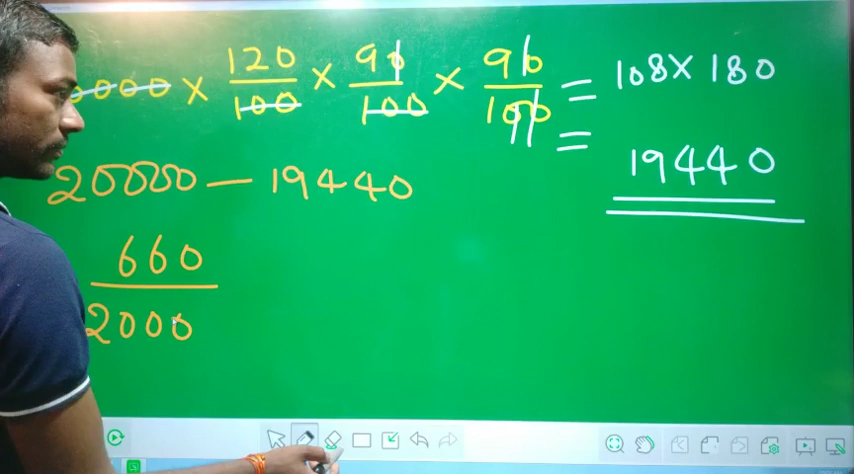 0000 × 120/100 × 90/100 × 90/100 = 108 × 180
= 19440
20000 — 19440
660
2000